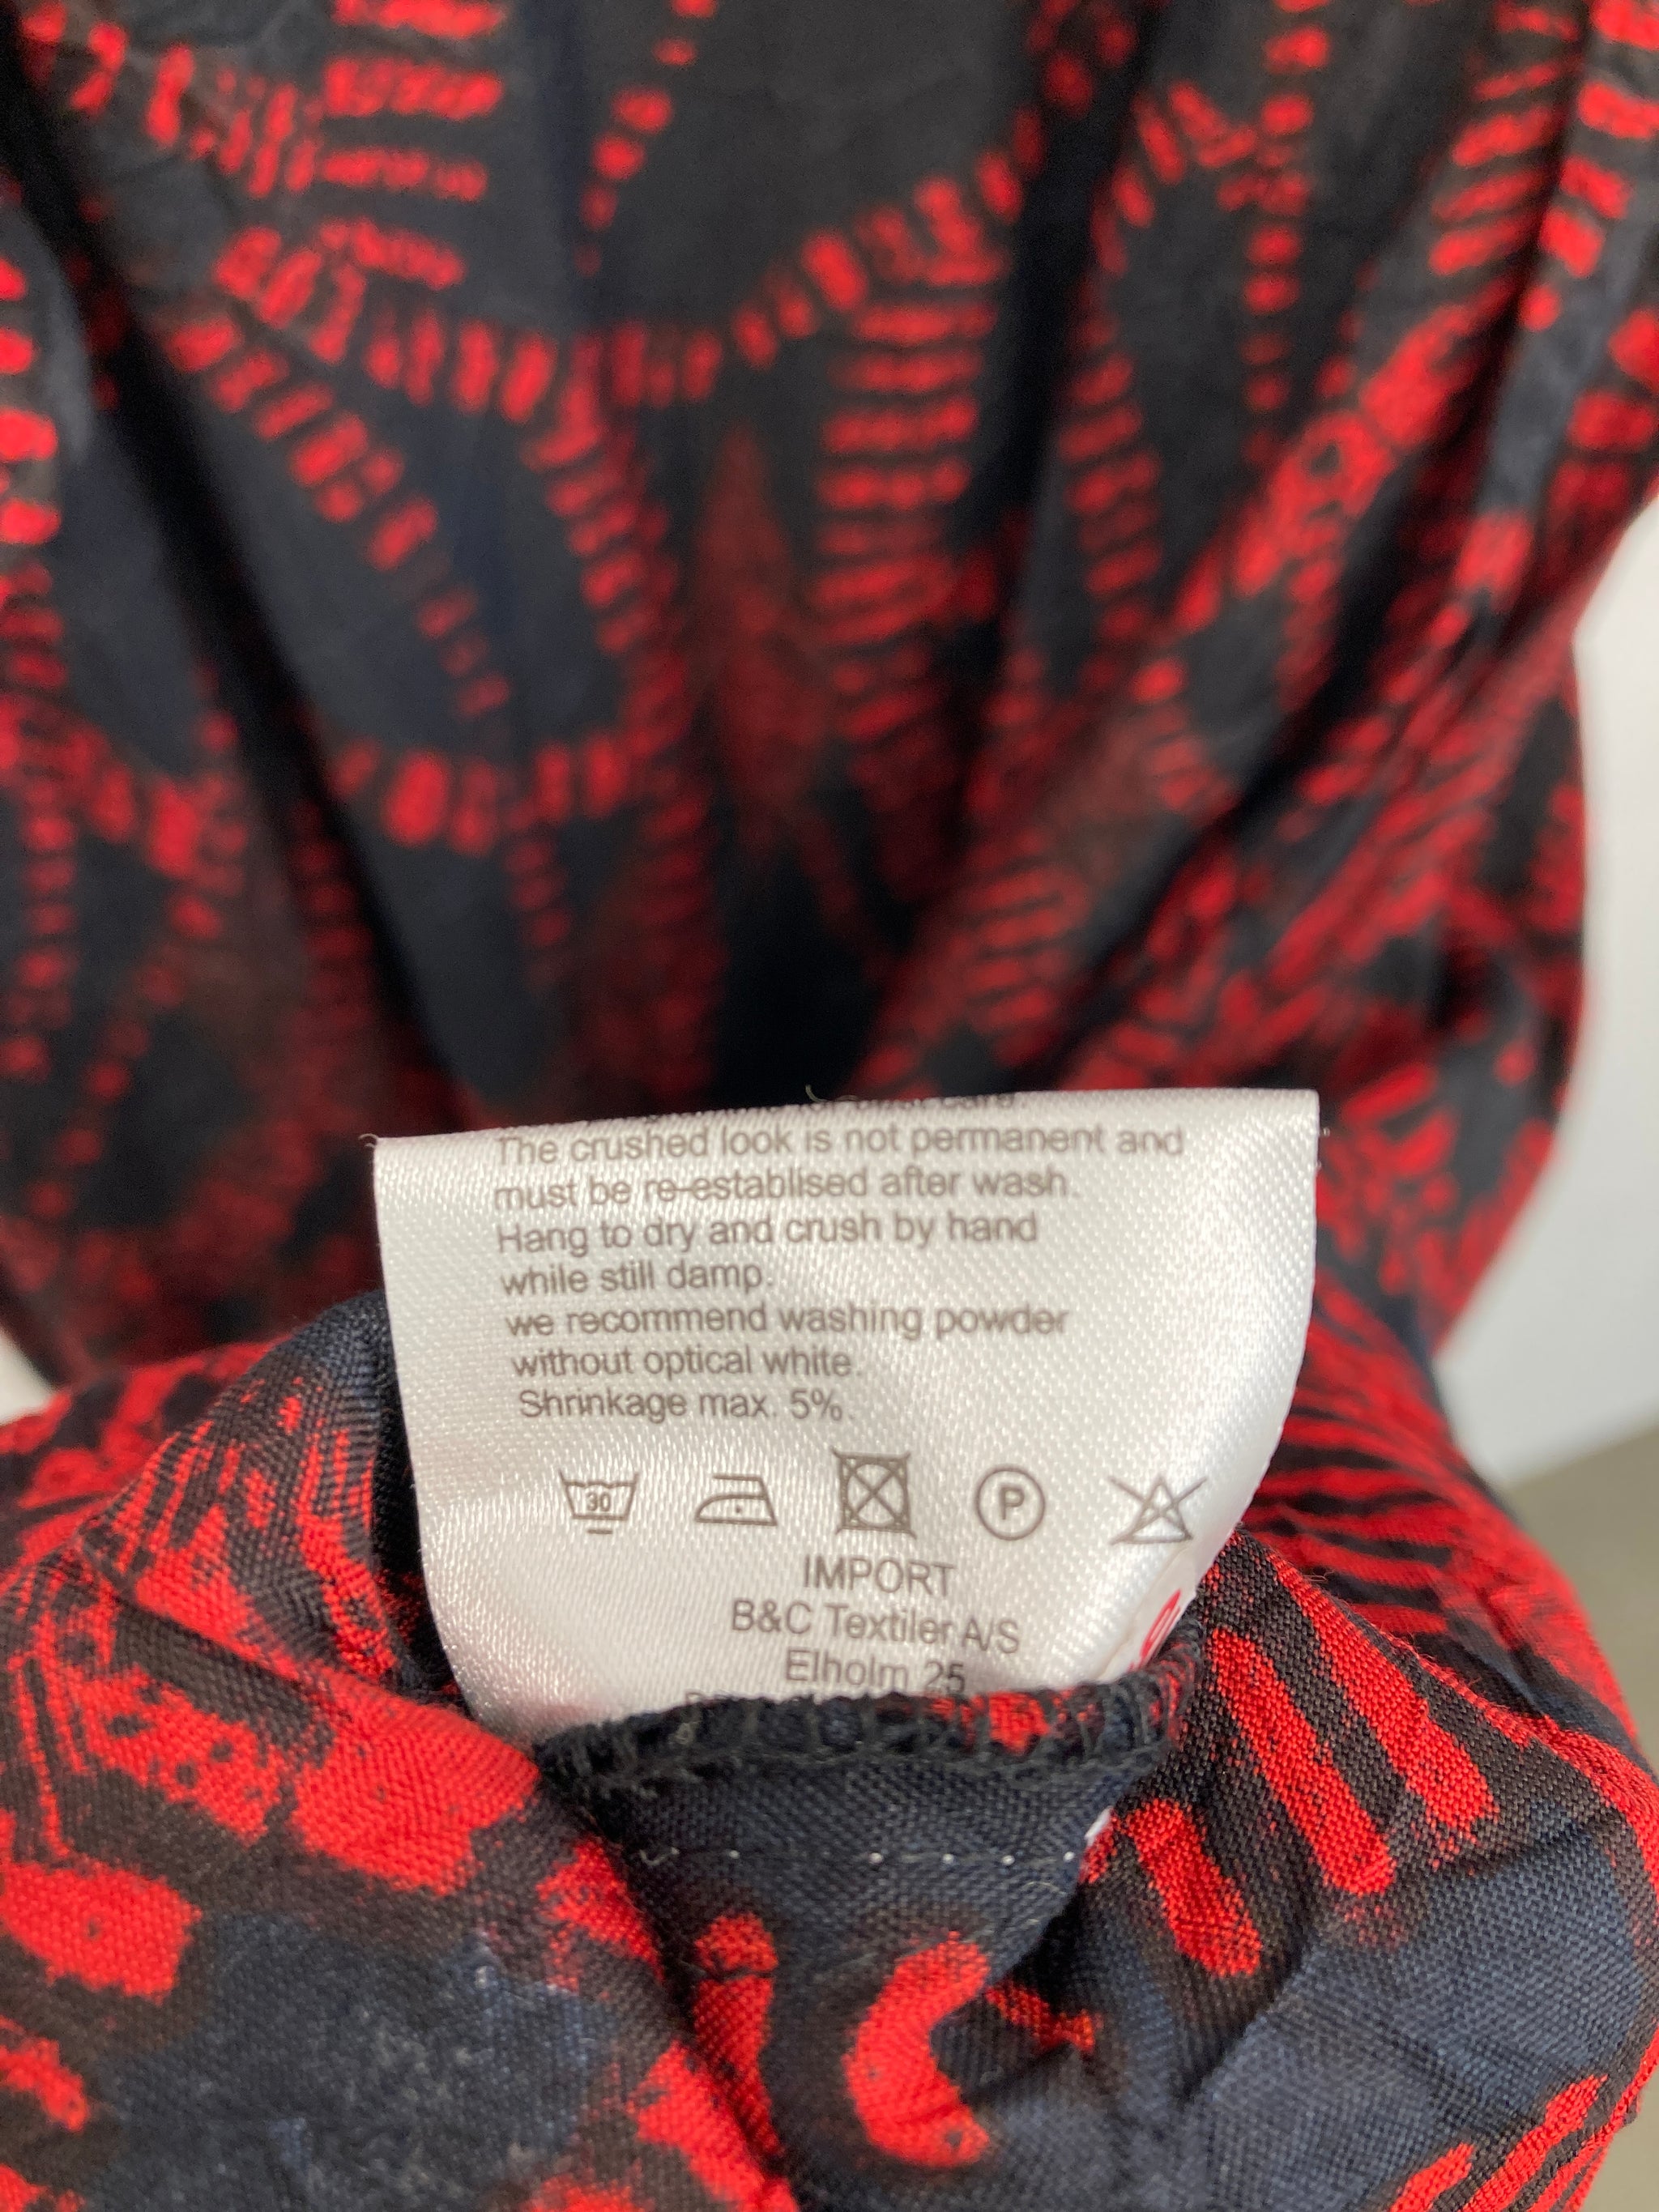 The crushed look is not permanent and
must be re-establised after wash.
Hang to dry and crush by hand
while still damp.
we recommend washing powder
without optical white.
Shrinkage max. 5%.
30
P
IMPORT
B&C Textiler A/S
Elholm 25